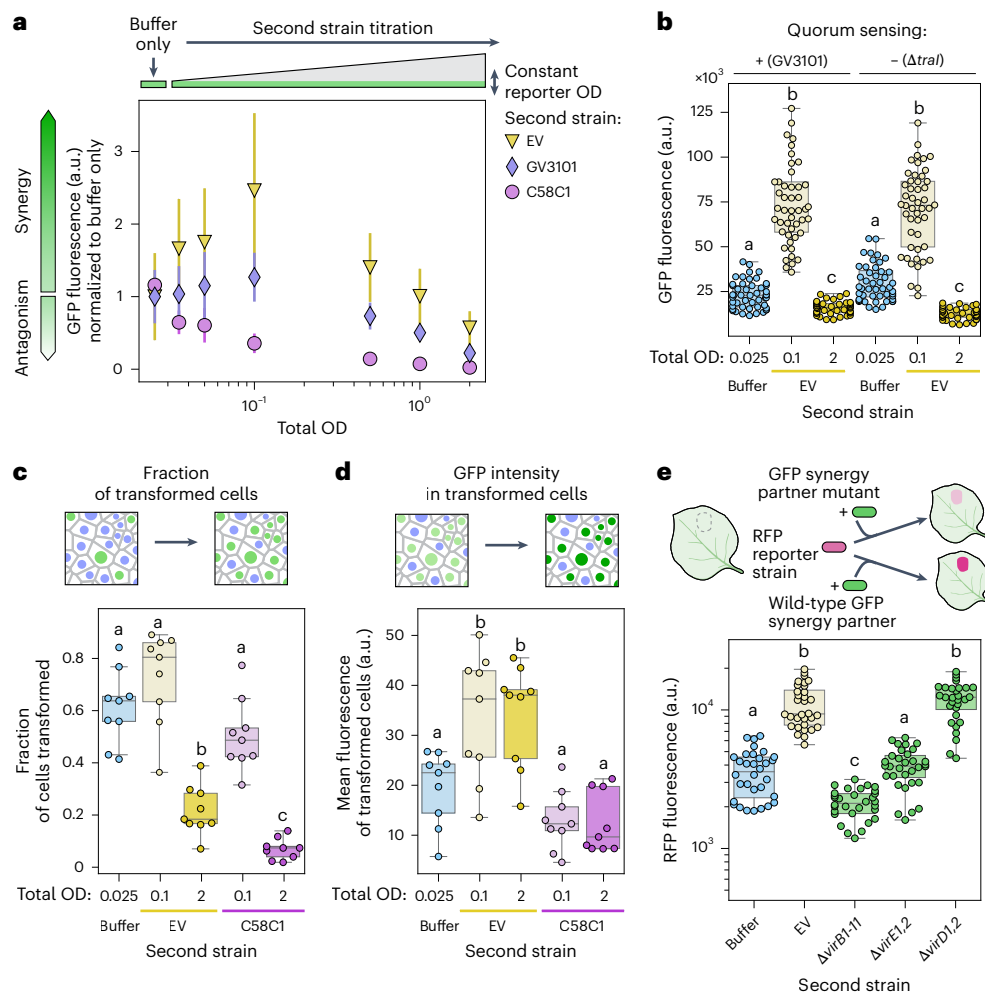 a
Buffer
only
Second strain titration
Constant
reporter OD
Second strain:
EV
GV3101
C58C1
Synergy
Antagonism
GFP fluorescence (a.u.)
normalized to buffer only
3
2
1
0
10⁻¹
10⁰
Total OD
b
Quorum sensing:
+ (GV3101)
– (ΔtraI)
×10³
GFP fluorescence (a.u.)
125
100
75
50
25
a
b
c
a
b
c
Total OD: 0.025 0.1 2 0.025 0.1 2
Buffer EV Buffer EV
Second strain
c
Fraction
of transformed cells
Fraction
of cells transformed
0.8
0.6
0.4
0.2
0
a
a
b
a
c
Total OD: 0.025 0.1 2 0.1 2
Buffer EV C58C1
Second strain
d
GFP intensity
in transformed cells
Mean fluorescence
of transformed cells (a.u.)
50
40
30
20
10
a
b
b
a
a
Total OD: 0.025 0.1 2 0.1 2
Buffer EV C58C1
Second strain
e
GFP synergy
partner mutant
+
RFP
reporter
strain
+
Wild-type GFP
synergy partner
RFP fluorescence (a.u.)
10⁴
10³
a
b
c
a
b
Buffer
EV
ΔvirB1-11
ΔvirE1,2
ΔvirD1,2
Second strain